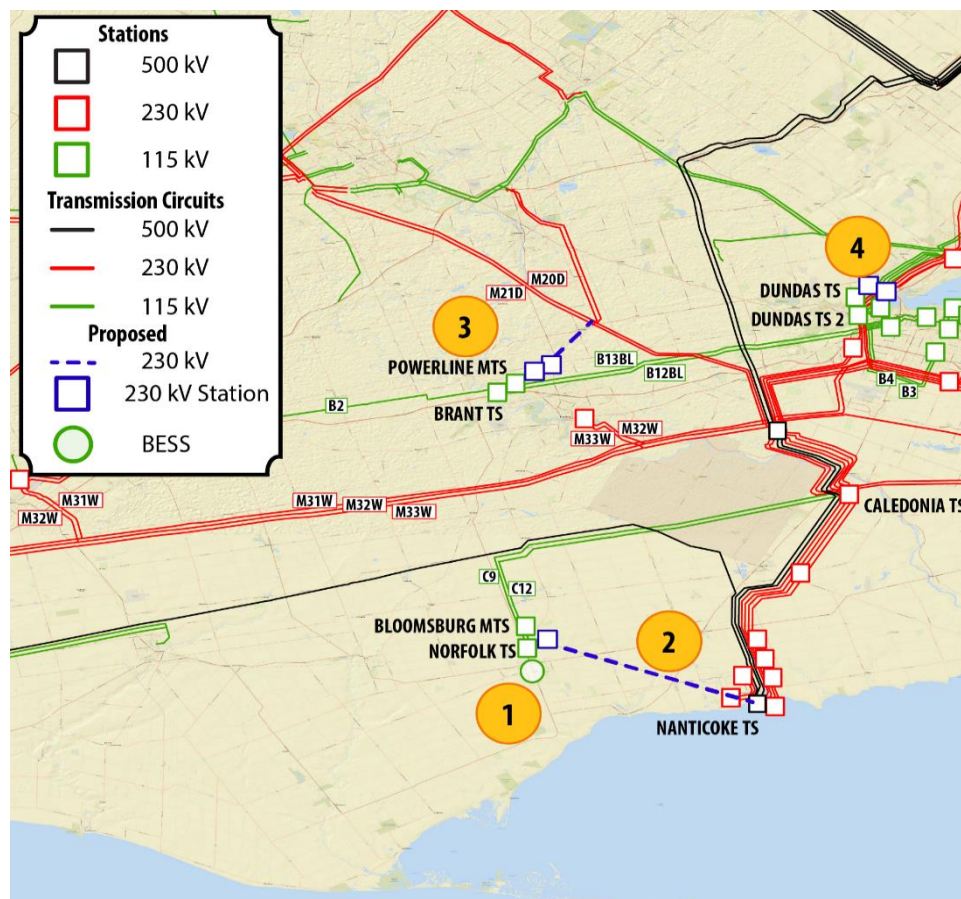 Stations
500 kV
230 kV
115 kV
Transmission Circuits
500 kV
230 kV
115 kV
Proposed
230 kV
230 kV Station
BESS
4
DUNDAS TS
DUNDAS TS 2
M20D
M21D
3
POWERLINE MTS
BRANT TS
B13BL
B12BL
B4
B3
B2
M32W
M33W
M31W
M32W
M31W
M32W
M33W
CALEDONIA TS
C9
C12
BLOOMSBURG MTS
NORFOLK TS
2
1
NANTICOKE TS